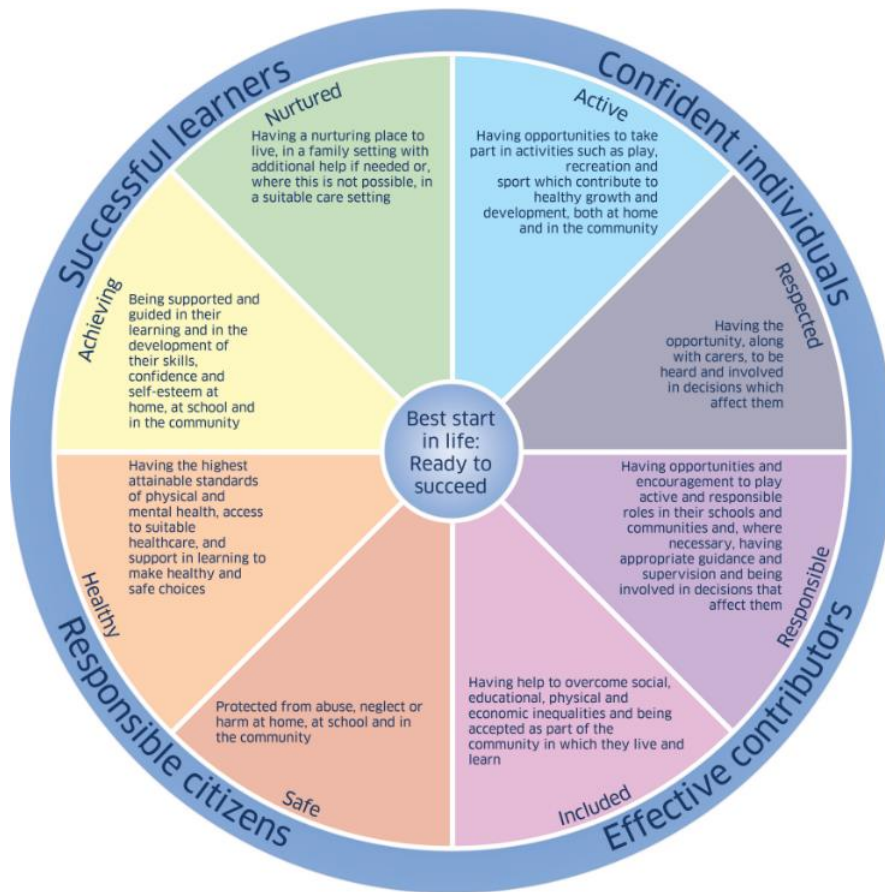 Successful learners
Confident individuals
Nurtured
Having a nurturing place to
live, in a family setting with
additional help if needed or,
where this is not possible, in
a suitable care setting
Active
Having opportunities to take
part in activities such as play,
recreation and
sport which contribute to
healthy growth and
development, both at home
and in the community
Achieving
Being supported and
guided in their
learning and in the
development of
their skills,
confidence and
self-esteem at
home, at school and
in the community
Respected
Having the
opportunity, along
with carers, to be
heard and involved
in decisions which
affect them
Best start
in life:
Ready to
succeed
Healthy
Having the highest
attainable standards
of physical and
mental health, access
to suitable
healthcare, and
support in learning to
make healthy and
safe choices
Responsible
Having opportunities and
encouragement to play
active and responsible
roles in their schools and
communities and, where
necessary, having
appropriate guidance and
supervision and being
involved in decisions that
affect them
Protected from abuse, neglect or
harm at home, at school and in
the community
Safe
Having help to overcome social,
educational, physical and
economic inequalities and being
accepted as part of the
community in which they live and
learn
Included
Responsible citizens
Effective contributors